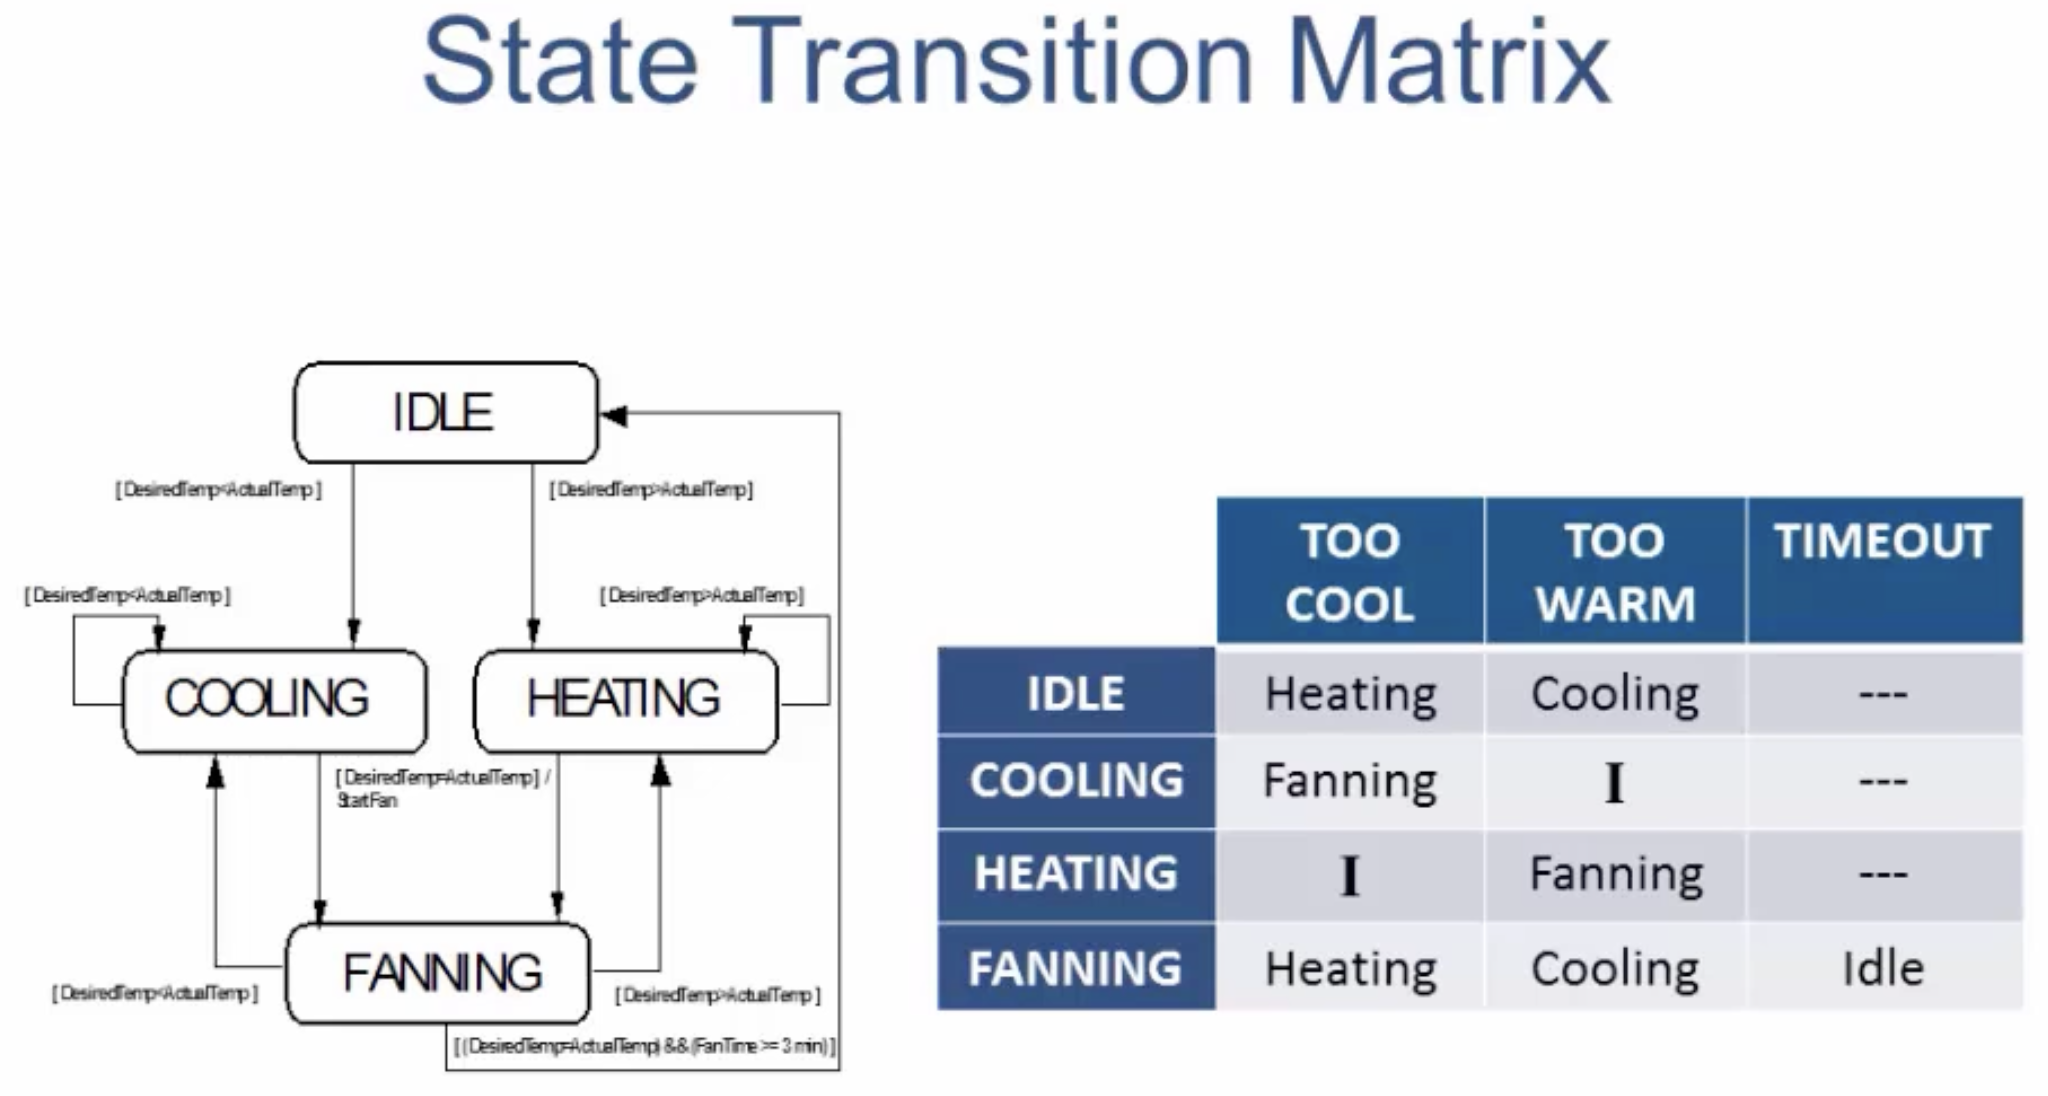 State Transition Matrix
IDLE
[DesiredTemp<ActualTemp]
[DesiredTemp>ActualTemp]
[DesiredTemp<ActualTemp]
[DesiredTemp>ActualTemp]
COOLING
HEATING
[DesiredTemp=ActualTemp] /
StartFan
FANNING
[DesiredTemp<ActualTemp]
[DesiredTemp>ActualTemp]
[(DesiredTemp=ActualTemp) && (FanTime >= 3 min)]
TOO COOL TOO WARM TIMEOUT
IDLE Heating Cooling ---
COOLING Fanning I ---
HEATING I Fanning ---
FANNING Heating Cooling Idle